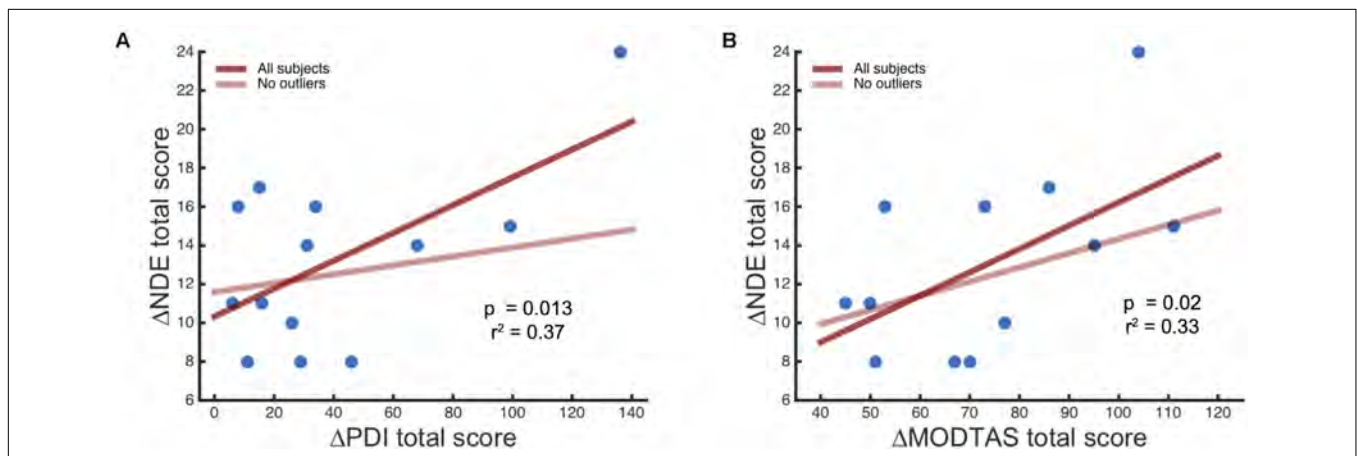 A
24
22
20
18
16
14
12
10
8
6
ΔNDE total score
All subjects
No outliers
p = 0.013
r² = 0.37
0 20 40 60 80 100 120 140
ΔPDI total score
B
24
22
20
18
16
14
12
10
8
6
ΔNDE total score
All subjects
No outliers
p = 0.02
r² = 0.33
40 50 60 70 80 90 100 110 120
ΔMODTAS total score